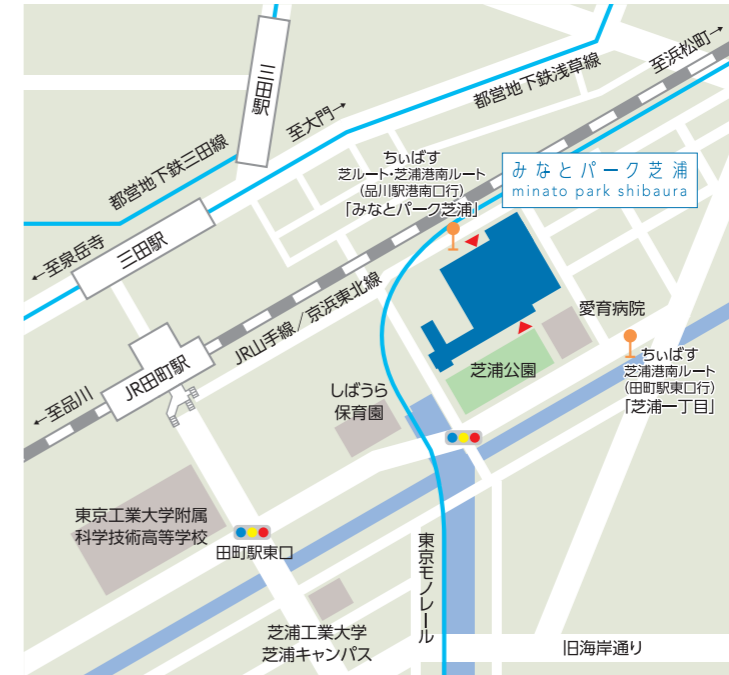 至浜松町→
三田駅
都営地下鉄浅草線
至大門→
都営地下鉄三田線
ちぃばす
芝ルート・芝浦港南ルート
（品川駅港南口行）
「みなとパーク芝浦」
みなとパーク芝浦
minato park shibaura
←至泉岳寺
三田駅
JR山手線／京浜東北線
愛育病院
JR田町駅
←至品川
芝浦公園
ちぃばす
芝浦港南ルート
（田町駅東口行）
「芝浦一丁目」
しばうら
保育園
東京工業大学附属
科学技術高等学校
田町駅東口
東京モノレール
芝浦工業大学
芝浦キャンパス
旧海岸通り